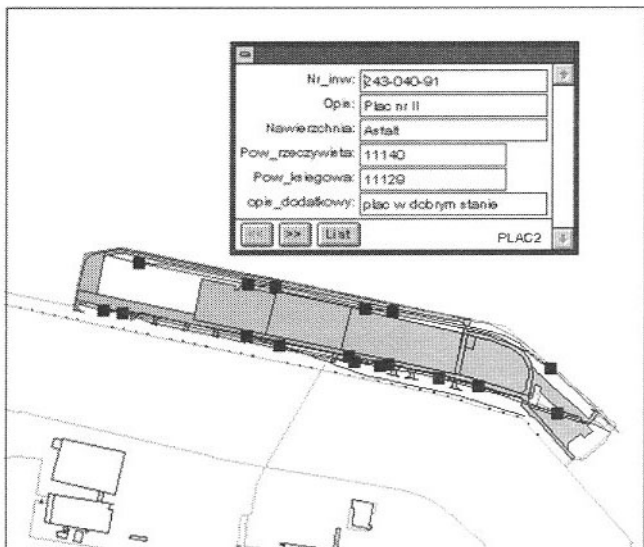 Nr_inw: 243-040-91
Opis: Plac nr II
Nawierzchnia: Asfalt
Pow_rzeczywista: 11140
Pow_ksiegowa: 11129
opis_dodatkowy: plac w dobrym stanie
<< >> List PLAC2